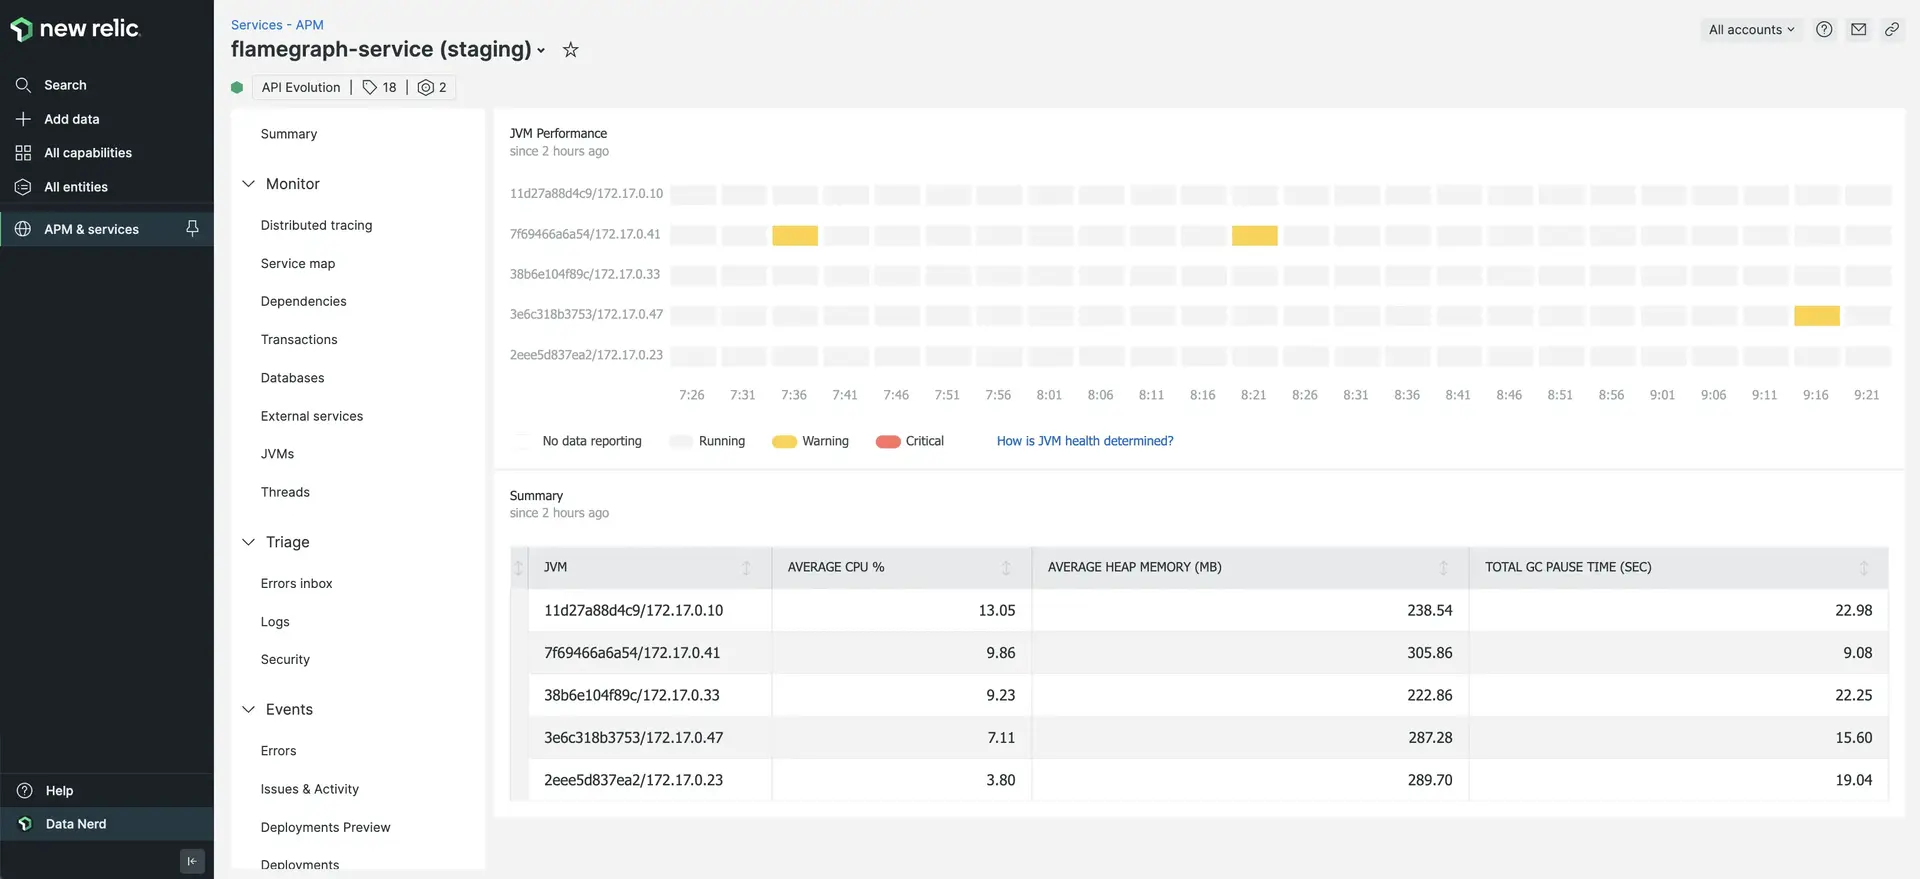 new relic
Search
Add data
All capabilities
All entities
APM & services
Help
Data Nerd
Services - APM
flamegraph-service (staging)
API Evolution | 18 | 2
All accounts
Summary
Monitor
Distributed tracing
Service map
Dependencies
Transactions
Databases
External services
JVMs
Threads
Triage
Errors inbox
Logs
Security
Events
Errors
Issues & Activity
Deployments Preview
Deployments
JVM Performance
since 2 hours ago
11d27a88d4c9/172.17.0.10
7f69466a6a54/172.17.0.41
38b6e104f89c/172.17.0.33
3e6c318b3753/172.17.0.47
2eee5d837ea2/172.17.0.23
7:26 7:31 7:36 7:41 7:46 7:51 7:56 8:01 8:06 8:11 8:16 8:21 8:26 8:31 8:36 8:41 8:46 8:51 8:56 9:01 9:06 9:11 9:16 9:21
No data reporting Running Warning Critical How is JVM health determined?
Summary
since 2 hours ago
JVM AVERAGE CPU % AVERAGE HEAP MEMORY (MB) TOTAL GC PAUSE TIME (SEC)
11d27a88d4c9/172.17.0.10 13.05 238.54 22.98
7f69466a6a54/172.17.0.41 9.86 305.86 9.08
38b6e104f89c/172.17.0.33 9.23 222.86 22.25
3e6c318b3753/172.17.0.47 7.11 287.28 15.60
2eee5d837ea2/172.17.0.23 3.80 289.70 19.04